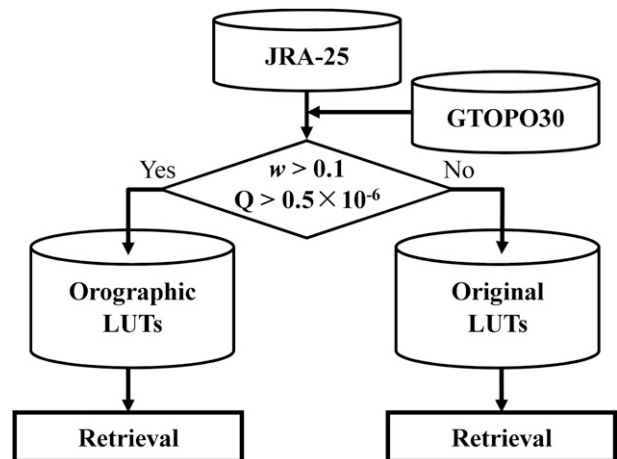 JRA-25
GTOPO30
Yes
w > 0.1
No
Q > 0.5×10⁻⁶
Orographic
LUTs
Original
LUTs
Retrieval
Retrieval